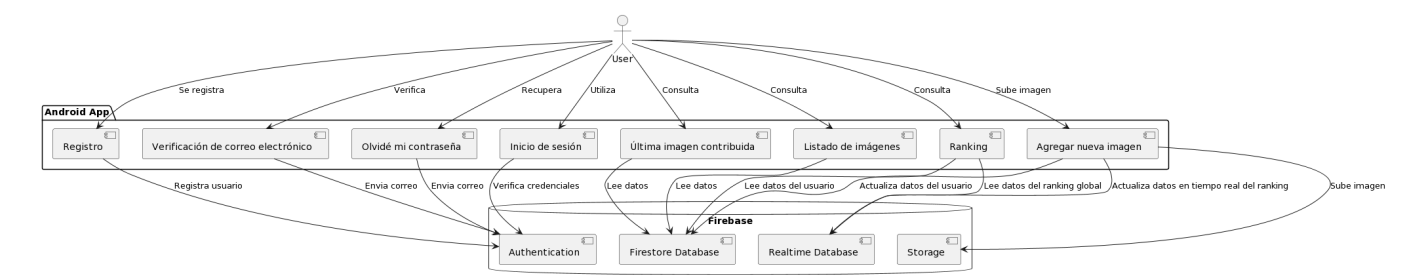 User
Se registra
Verifica
Recupera
Utiliza
Consulta
Consulta
Consulta
Sube imagen
Android App
Registro
Verificación de correo electrónico
Olvidé mi contraseña
Inicio de sesión
Última imagen contribuida
Listado de imágenes
Ranking
Agregar nueva imagen
Registra usuario
Envia correo
Envia correo
Verifica credenciales
Lee datos
Lee datos
Lee datos del usuario
Actualiza datos del usuario
Lee datos del ranking global
Actualiza datos en tiempo real del ranking
Sube imagen
Firebase
Authentication
Firestore Database
Realtime Database
Storage